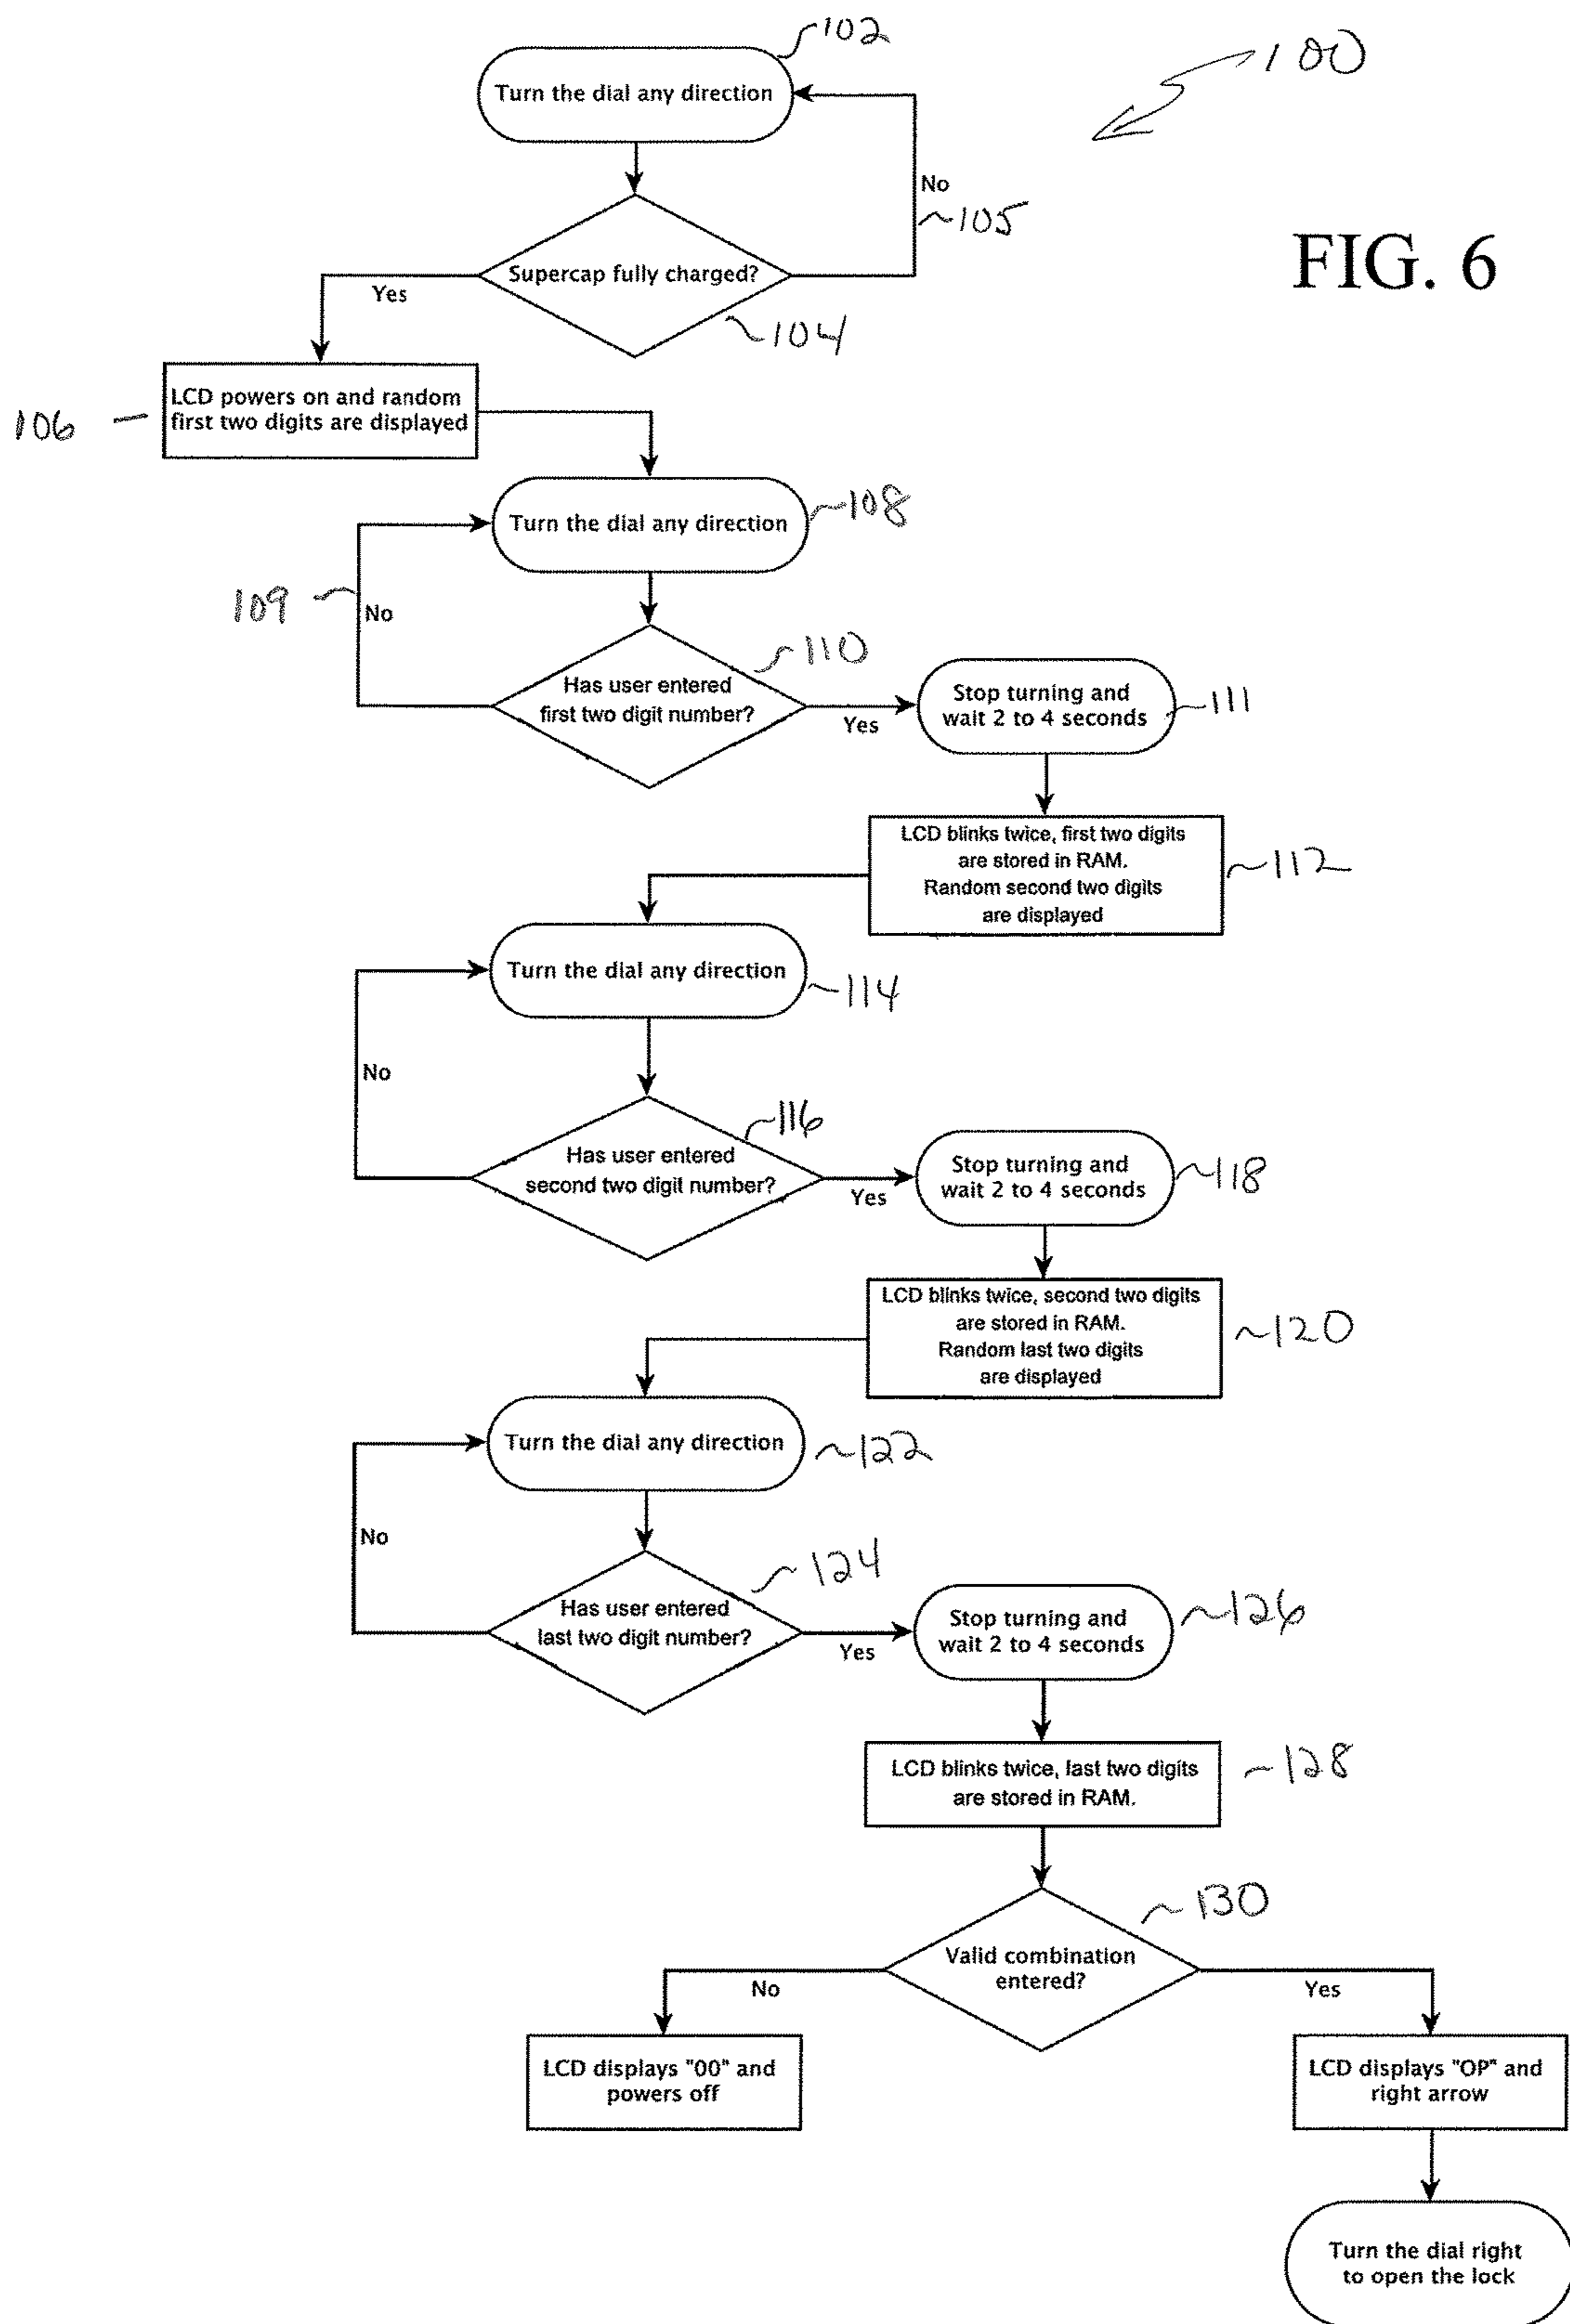 102
100
Turn the dial any direction
No
105
FIG. 6
Supercap fully charged?
Yes
104
LCD powers on and random
first two digits are displayed
106
Turn the dial any direction
108
109
No
110
Has user entered
first two digit number?
Yes
Stop turning and
wait 2 to 4 seconds
111
LCD blinks twice, first two digits
are stored in RAM.
Random second two digits
are displayed
112
Turn the dial any direction
114
No
116
Has user entered
second two digit number?
Yes
Stop turning and
wait 2 to 4 seconds
118
LCD blinks twice, second two digits
are stored in RAM.
Random last two digits
are displayed
120
Turn the dial any direction
122
No
124
Has user entered
last two digit number?
Yes
Stop turning and
wait 2 to 4 seconds
126
LCD blinks twice, last two digits
are stored in RAM.
128
130
Valid combination
entered?
No
Yes
LCD displays "00" and
powers off
LCD displays "OP" and
right arrow
Turn the dial right
to open the lock